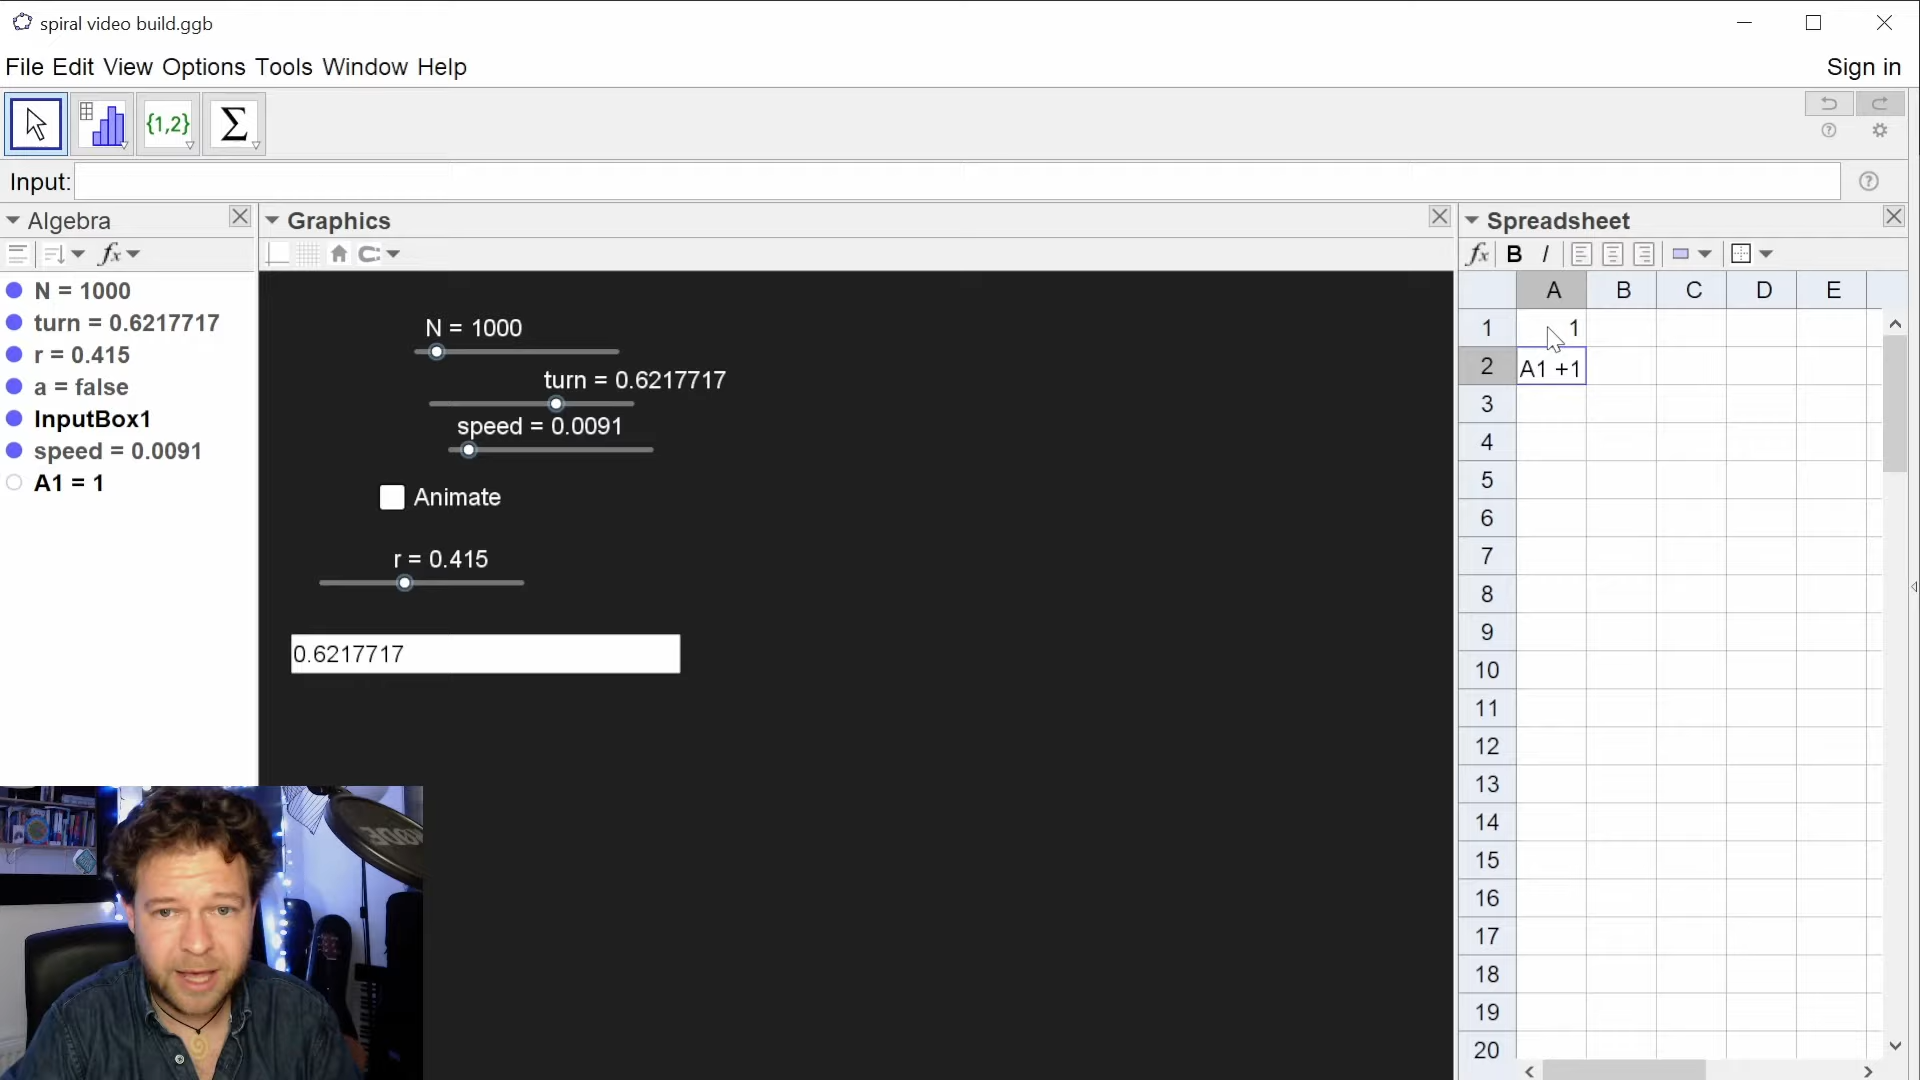 spiral video build.ggb
File Edit View Options Tools Window Help
Sign in
{1,2}
Σ
Input:
Algebra
Graphics
Spreadsheet
fx
fx B I
N = 1000
turn = 0.6217717
r = 0.415
a = false
InputBox1
speed = 0.0091
A1 = 1
N = 1000
turn = 0.6217717
speed = 0.0091
Animate
r = 0.415
0.6217717
A B C D E
1 1
2 A1 +1
3
4
5
6
7
8
9
10
11
12
13
14
15
16
17
18
19
20